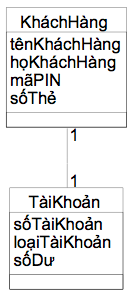 KháchHàng
tênKháchHàng
họKháchHàng
mãPIN
sốThẻ
1
1
TàiKhoản
sốTàiKhoản
loạiTàiKhoản
sốDư